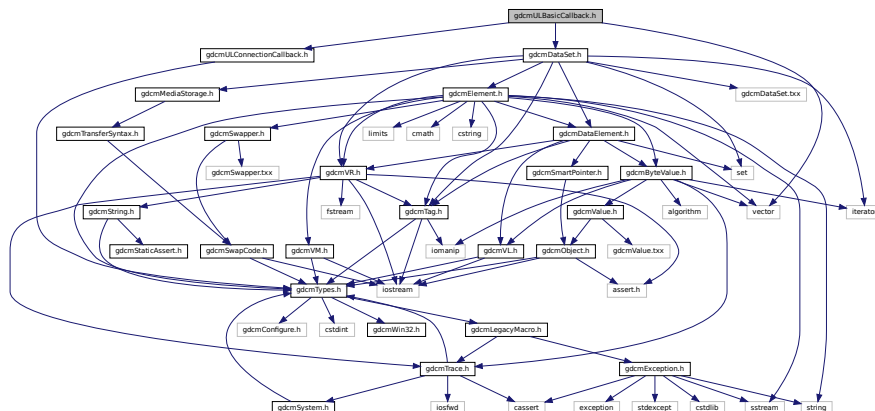 gdcmULBasicCallback.h
gdcmULConnectionCallback.h
gdcmDataSet.h
gdcmMediaStorage.h
gdcmElement.h
gdcmDataSet.txx
gdcmTransferSyntax.h
gdcmSwapper.h
limits
cmath
cstring
gdcmDataElement.h
gdcmSwapper.txx
gdcmVR.h
gdcmSmartPointer.h
gdcmByteValue.h
set
gdcmString.h
fstream
gdcmTag.h
gdcmValue.h
algorithm
vector
iterator
gdcmStaticAssert.h
gdcmSwapCode.h
gdcmVM.h
iomanip
gdcmVL.h
gdcmObject.h
gdcmValue.txx
gdcmTypes.h
iostream
assert.h
gdcmConfigure.h
cstdint
gdcmWin32.h
gdcmLegacyMacro.h
gdcmTrace.h
gdcmException.h
gdcmSystem.h
iosfwd
cassert
exception
stdexcept
cstdlib
sstream
string